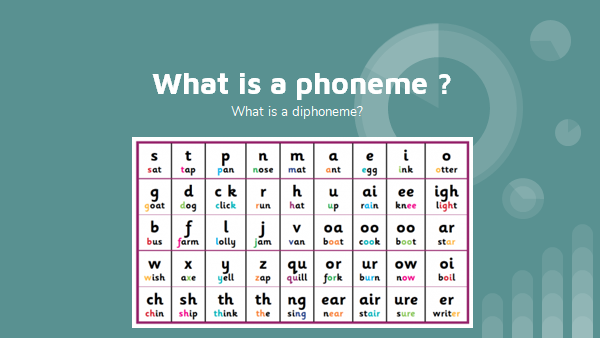 What is a phoneme ?
What is a diphoneme?
s t p n m a e i o
sat tap pan nose mat ant egg ink otter
g d c k r h u ai ee igh
goat dog click run hat up rain knee light
b f l j v oa oo oo ar
bus farm lolly jam van boat cook boot star
w x y z qu or ur ow oi
wish axe yell zap quill fork burn now boil
ch sh th th ng ear air ure er
chin ship think the sing near stair sure writer